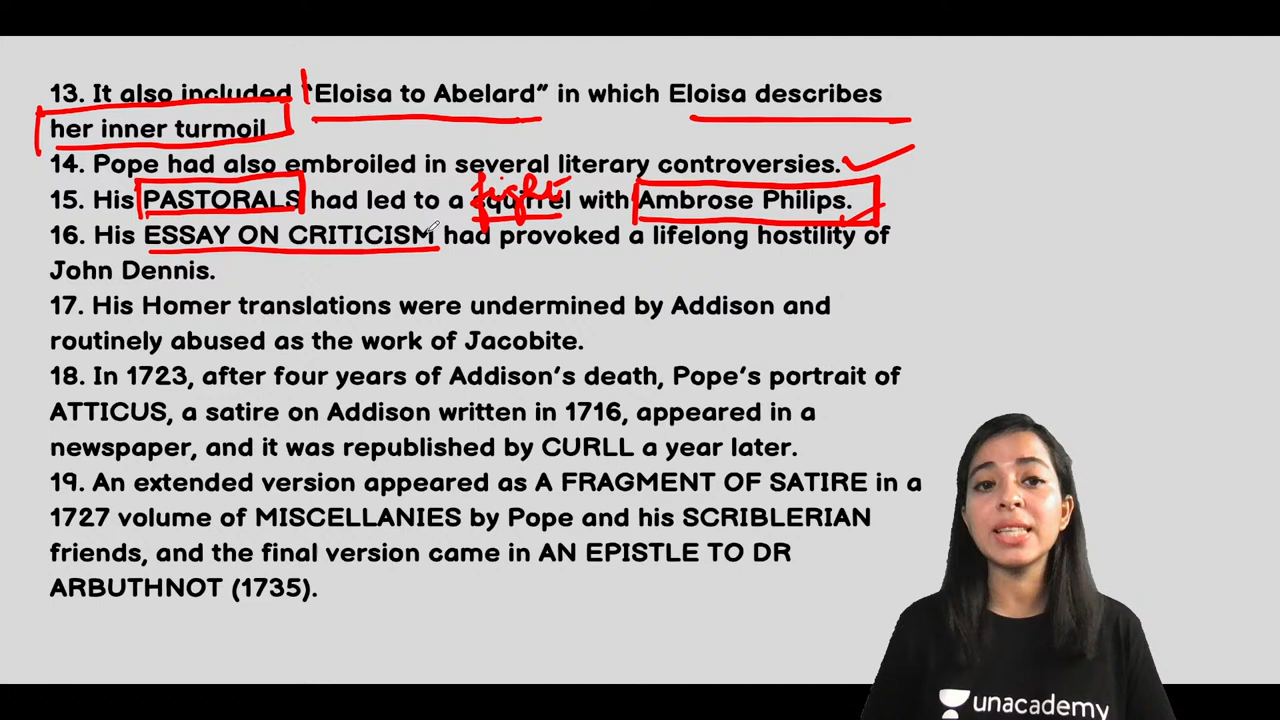 13. It also included “Eloisa to Abelard” in which Eloisa describes
her inner turmoil
14. Pope had also embroiled in several literary controversies.
15. His PASTORALS had led to a squirrel with Ambrose Philips.
fight
16. His ESSAY ON CRITICISM had provoked a lifelong hostility of
John Dennis.
17. His Homer translations were undermined by Addison and
routinely abused as the work of Jacobite.
18. In 1723, after four years of Addison’s death, Pope’s portrait of
ATTICUS, a satire on Addison written in 1716, appeared in a
newspaper, and it was republished by CURLL a year later.
19. An extended version appeared as A FRAGMENT OF SATIRE in a
1727 volume of MISCELLANIES by Pope and his SCRIBLERIAN
friends, and the final version came in AN EPISTLE TO DR
ARBUTHNOT (1735).
unacademy